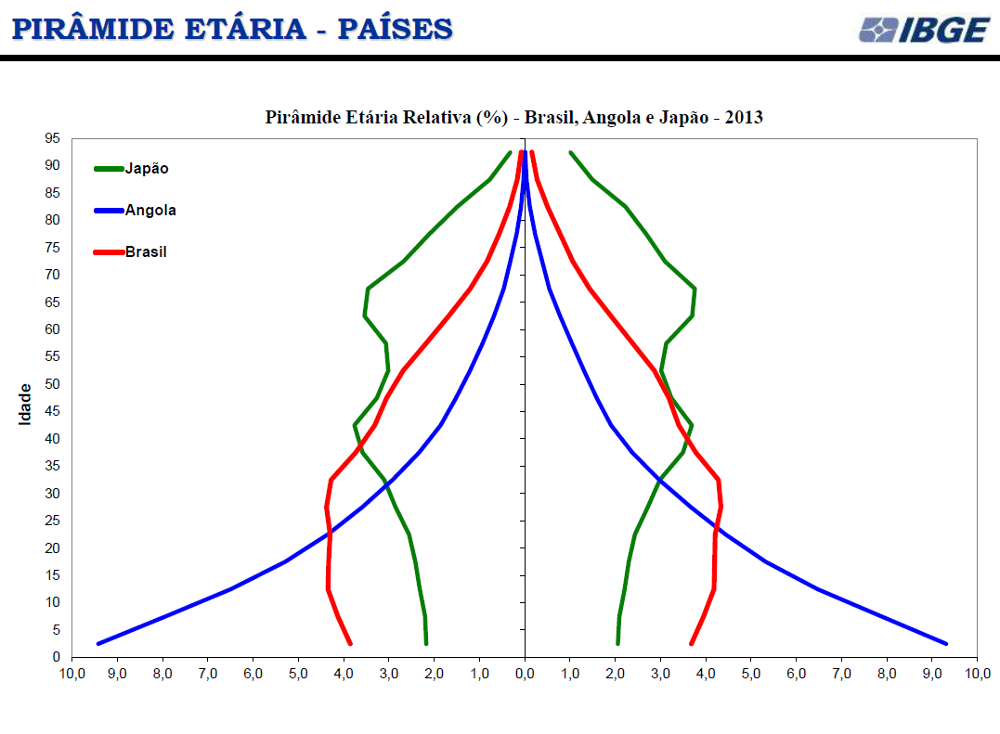 PIRÂMIDE ETÁRIA - PAÍSES
IBGE
Pirâmide Etária Relativa (%) - Brasil, Angola e Japão - 2013
95
90
85
80
75
70
65
60
55
50
45
40
35
30
25
20
15
10
5
0
Idade
Japão
Angola
Brasil
10,0 9,0 8,0 7,0 6,0 5,0 4,0 3,0 2,0 1,0 0,0 1,0 2,0 3,0 4,0 5,0 6,0 7,0 8,0 9,0 10,0